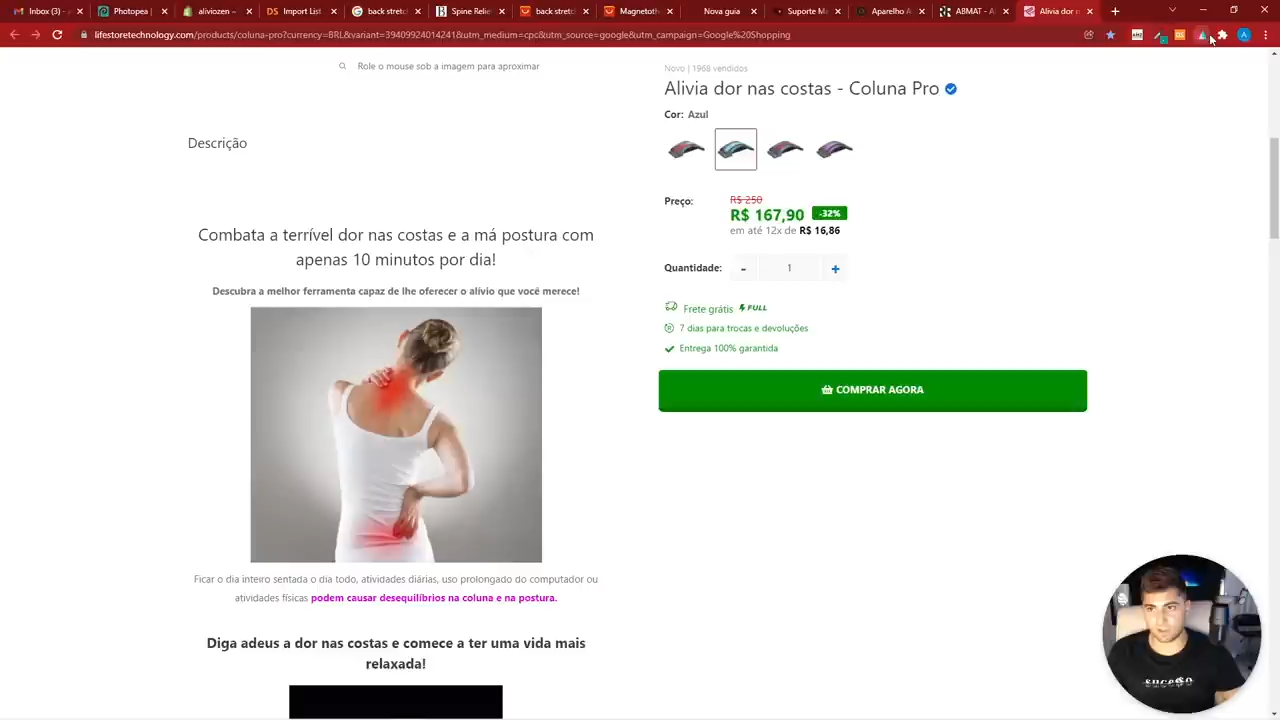 Inbox (3) -
Photopea
aliviozen –
Import List
back stretch
Spine Relie
back stretc
Magnetoth
Nova guia
Suporte Ma
Aparelho A
ABMAT - A
Alivia dor n
lifestoretechnology.com/products/coluna-pro?currency=BRL&variant=39409924014241&utm_medium=cpc&utm_source=google&utm_campaign=Google%20Shopping
Role o mouse sob a imagem para aproximar
Descrição
Combata a terrível dor nas costas e a má postura com
apenas 10 minutos por dia!
Descubra a melhor ferramenta capaz de lhe oferecer o alívio que você merece!
Ficar o dia inteiro sentada o dia todo, atividades diárias, uso prolongado do computador ou
atividades físicas podem causar desequilíbrios na coluna e na postura.
Diga adeus a dor nas costas e comece a ter uma vida mais
relaxada!
Novo | 1968 vendidos
Alivia dor nas costas - Coluna Pro
Cor: Azul
Preço:
R$ 250
R$ 167,90 -32%
em até 12x de R$ 16,86
Quantidade: - 1 +
Frete grátis FULL
7 dias para trocas e devoluções
Entrega 100% garantida
COMPRAR AGORA
suce$$o